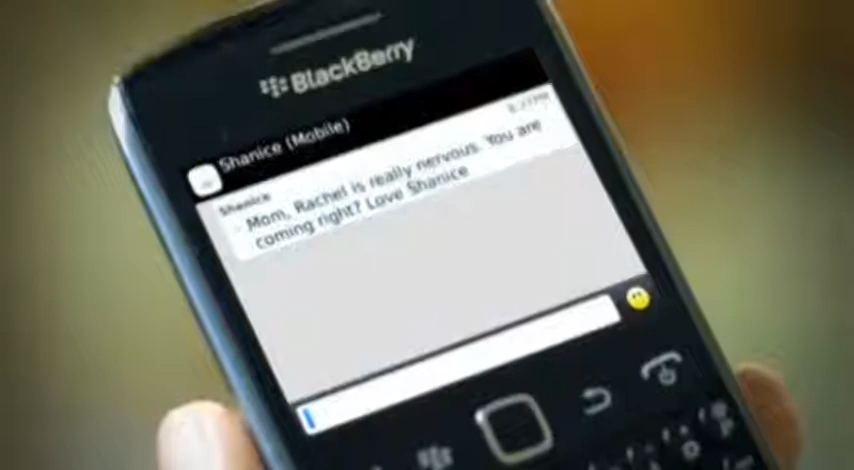 BlackBerry
Shanice (Mobile)
Shanice
Mom, Rachel is really nervous. You are
coming right? Love Shanice